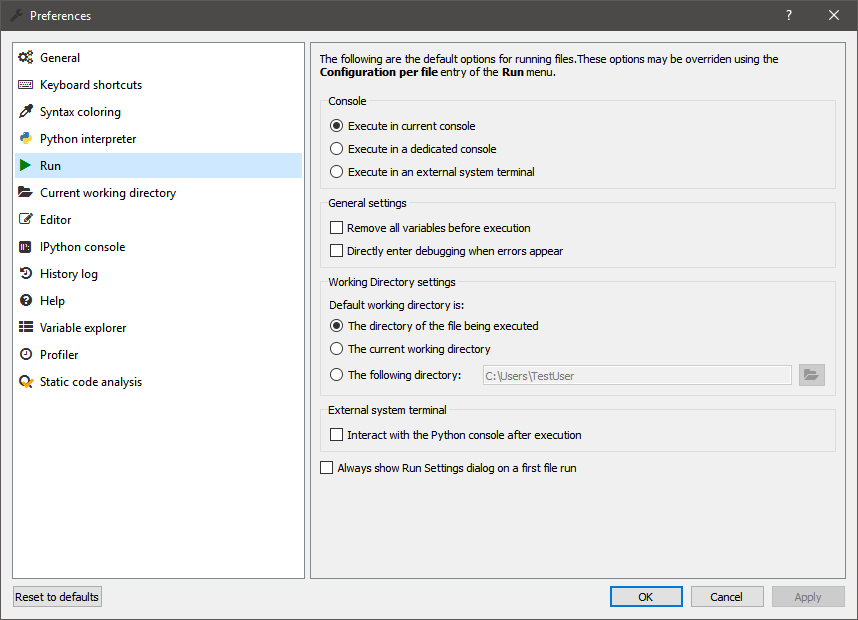 Preferences
?
General
Keyboard shortcuts
Syntax coloring
Python interpreter
Run
Current working directory
Editor
IPython console
History log
Help
Variable explorer
Profiler
Static code analysis
The following are the default options for running files.These options may be overriden using the
Configuration per file entry of the Run menu.
Console
Execute in current console
Execute in a dedicated console
Execute in an external system terminal
General settings
Remove all variables before execution
Directly enter debugging when errors appear
Working Directory settings
Default working directory is:
The directory of the file being executed
The current working directory
The following directory:
C:\Users\TestUser
External system terminal
Interact with the Python console after execution
Always show Run Settings dialog on a first file run
Reset to defaults
OK
Cancel
Apply